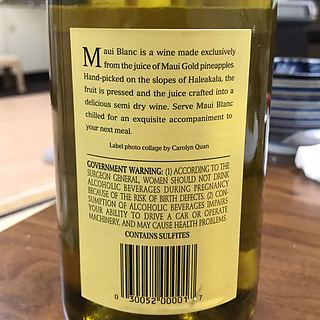 Maui Blanc is a wine made exclusively
from the juice of Maui Gold pineapples.
Hand-picked on the slopes of Haleakala, the
fruit is pressed and the juice crafted into a
delicious semi dry wine. Serve Maui Blanc
chilled for an exquisite accompaniment to
your next meal.
Label photo collage by Carolyn Quan
GOVERNMENT WARNING: (1) ACCORDING TO THE
SURGEON GENERAL, WOMEN SHOULD NOT DRINK
ALCOHOLIC BEVERAGES DURING PREGNANCY
BECAUSE OF THE RISK OF BIRTH DEFECTS. (2) CON-
SUMPTION OF ALCOHOLIC BEVERAGES IMPAIRS
YOUR ABILITY TO DRIVE A CAR OR OPERATE
MACHINERY, AND MAY CAUSE HEALTH PROBLEMS.
CONTAINS SULFITES
0 30052 00001 7